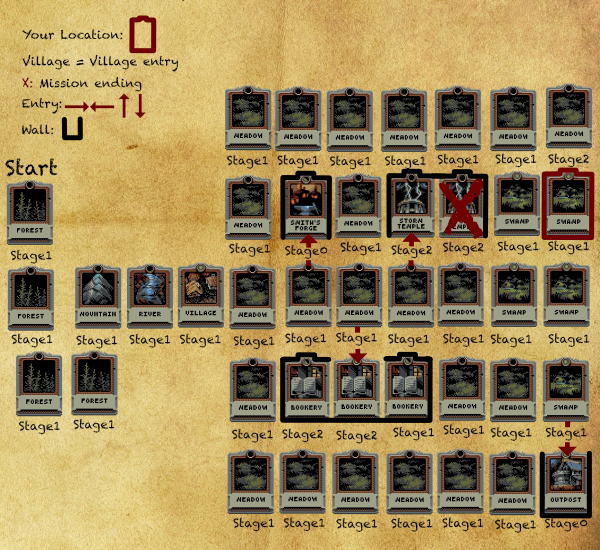 Your Location:
Village = Village entry
X: Mission ending
Entry:
Wall:
MEADOW MEADOW MEADOW MEADOW MEADOW MEADOW MEADOW
Stage1 Stage1 Stage1 Stage1 Stage1 Stage1 Stage2
Start
FOREST
Stage1
MEADOW SMITH'S FORGE MEADOW STORM TEMPLE SWAMP SWAMP
Stage1 Stage0 Stage1 Stage2 Stage2 Stage1 Stage1
FOREST MOUNTAIN RIVER VILLAGE MEADOW MEADOW MEADOW MEADOW MEADOW SWAMP SWAMP
Stage1 Stage1 Stage1 Stage1 Stage1 Stage1 Stage1 Stage1 Stage1 Stage1 Stage1
FOREST FOREST
Stage1 Stage1
MEADOW BOOKERY BOOKERY BOOKERY MEADOW MEADOW SWAMP
Stage1 Stage2 Stage2 Stage1 Stage1 Stage1 Stage1
MEADOW MEADOW MEADOW MEADOW MEADOW MEADOW OUTPOST
Stage1 Stage1 Stage1 Stage1 Stage1 Stage1 Stage0